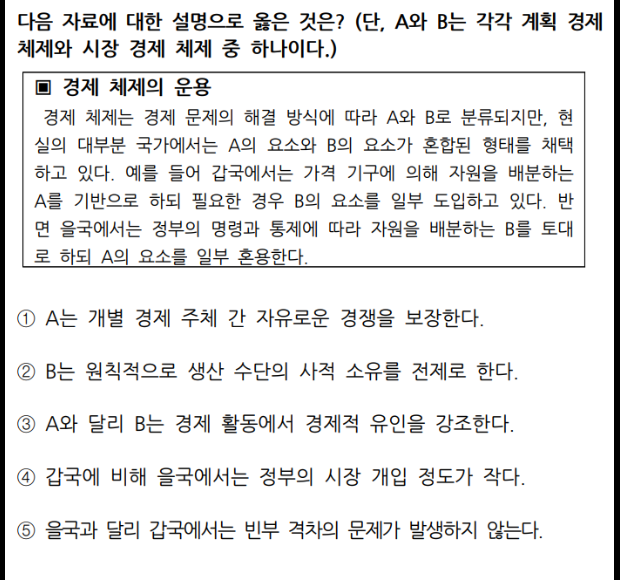 다음 자료에 대한 설명으로 옳은 것은? (단, A와 B는 각각 계획 경제
체제와 시장 경제 체제 중 하나이다.)
▣ 경제 체제의 운용
경제 체제는 경제 문제의 해결 방식에 따라 A와 B로 분류되지만, 현
실의 대부분 국가에서는 A의 요소와 B의 요소가 혼합된 형태를 채택
하고 있다. 예를 들어 갑국에서는 가격 기구에 의해 자원을 배분하는
A를 기반으로 하되 필요한 경우 B의 요소를 일부 도입하고 있다. 반
면 을국에서는 정부의 명령과 통제에 따라 자원을 배분하는 B를 토대
로 하되 A의 요소를 일부 혼용한다.
① A는 개별 경제 주체 간 자유로운 경쟁을 보장한다.
② B는 원칙적으로 생산 수단의 사적 소유를 전제로 한다.
③ A와 달리 B는 경제 활동에서 경제적 유인을 강조한다.
④ 갑국에 비해 을국에서는 정부의 시장 개입 정도가 작다.
⑤ 을국과 달리 갑국에서는 빈부 격차의 문제가 발생하지 않는다.